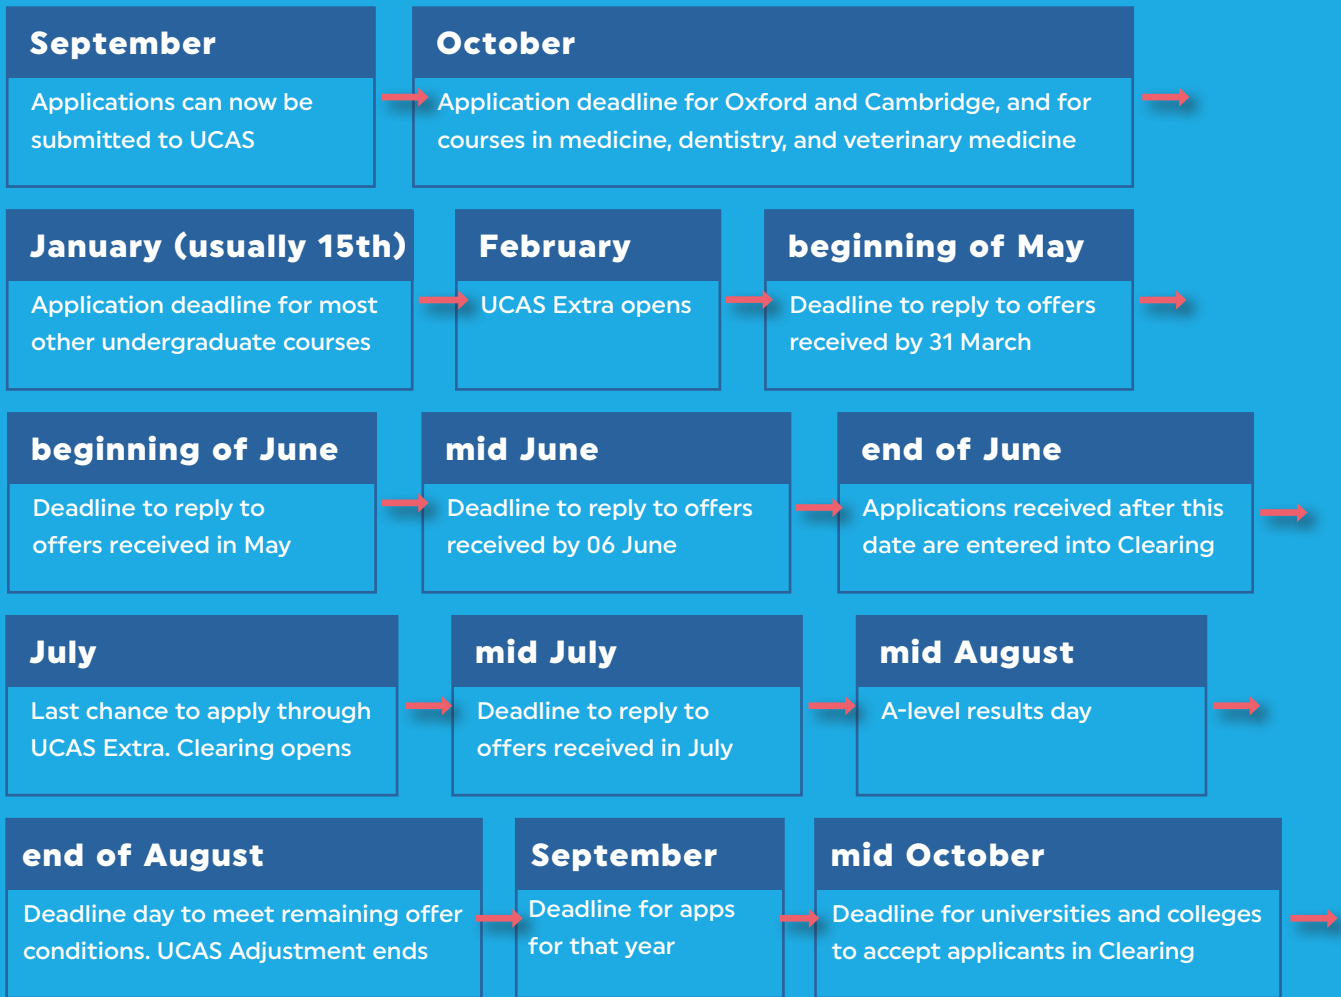 September
Applications can now be
submitted to UCAS
October
Application deadline for Oxford and Cambridge, and for
courses in medicine, dentistry, and veterinary medicine
January (usually 15th)
Application deadline for most
other undergraduate courses
February
UCAS Extra opens
beginning of May
Deadline to reply to offers
received by 31 March
beginning of June
Deadline to reply to
offers received in May
mid June
Deadline to reply to offers
received by 06 June
end of June
Applications received after this
date are entered into Clearing
July
Last chance to apply through
UCAS Extra. Clearing opens
mid July
Deadline to reply to
offers received in July
mid August
A-level results day
end of August
Deadline day to meet remaining offer
conditions. UCAS Adjustment ends
September
Deadline for apps
for that year
mid October
Deadline for universities and colleges
to accept applicants in Clearing